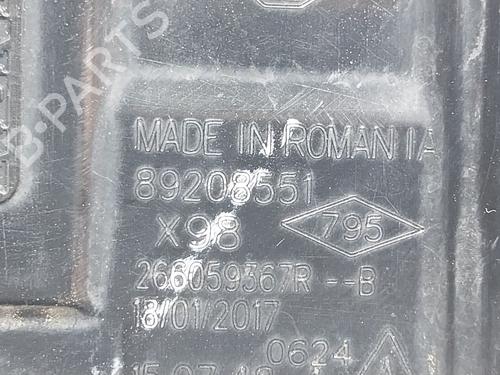 B-PARTS
MADE IN ROMANIA
89208551
X98 795
266059367R --B
18/01/2017
0624